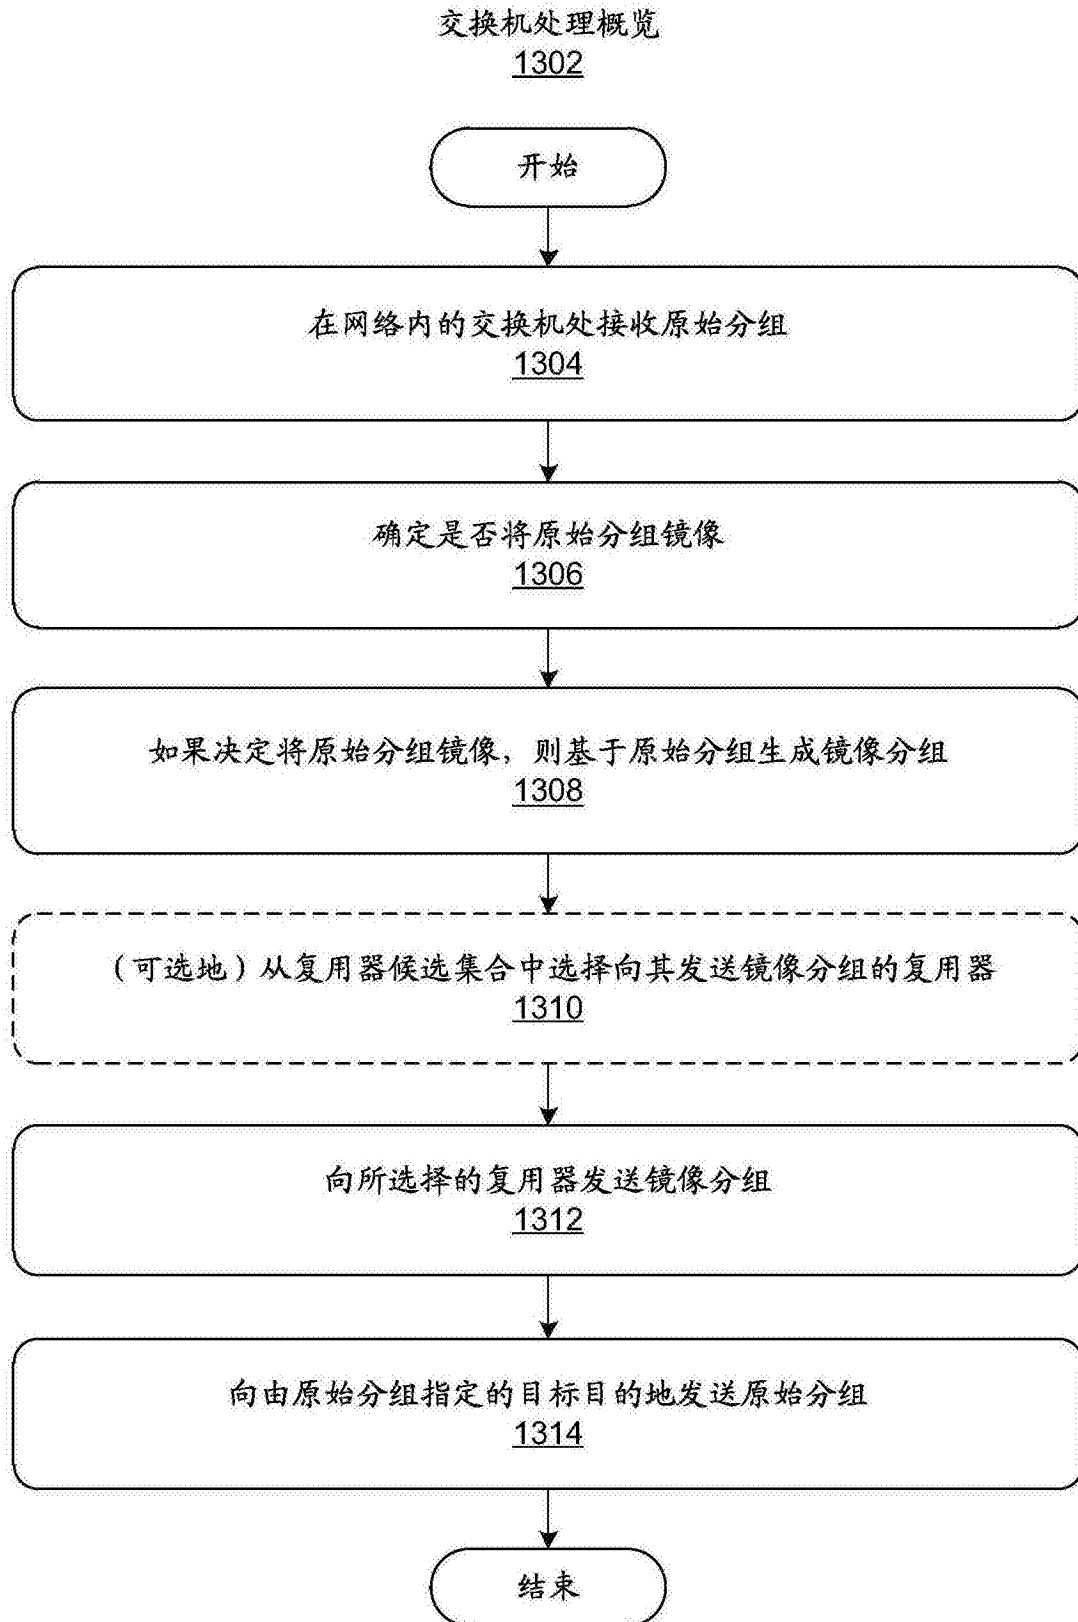 交换机处理概览
1302
开始
在网络内的交换机处接收原始分组
1304
确定是否将原始分组镜像
1306
如果决定将原始分组镜像，则基于原始分组生成镜像分组
1308
（可选地）从复用器候选集合中选择向其发送镜像分组的复用器
1310
向所选择的复用器发送镜像分组
1312
向由原始分组指定的目标目的地发送原始分组
1314
结束